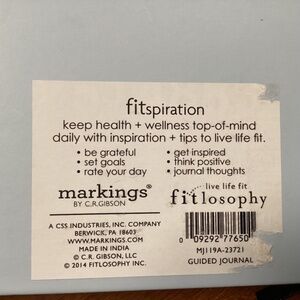 fitspiration
keep health + wellness top-of-mind
daily with inspiration + tips to live life fit.
• be grateful
• set goals
• rate your day
• get inspired
• think positive
• journal thoughts
markings®
BY C.R.GIBSON
A CSS INDUSTRIES, INC. COMPANY
BERWICK, PA 18603
WWW.MARKINGS.COM
MADE IN INDIA
© C.R. GIBSON, LLC
© 2014 FITLOSOPHY INC.
live life fit
fitlosophy
0 09292 77650
MJ119A-23721
GUIDED JOURNAL